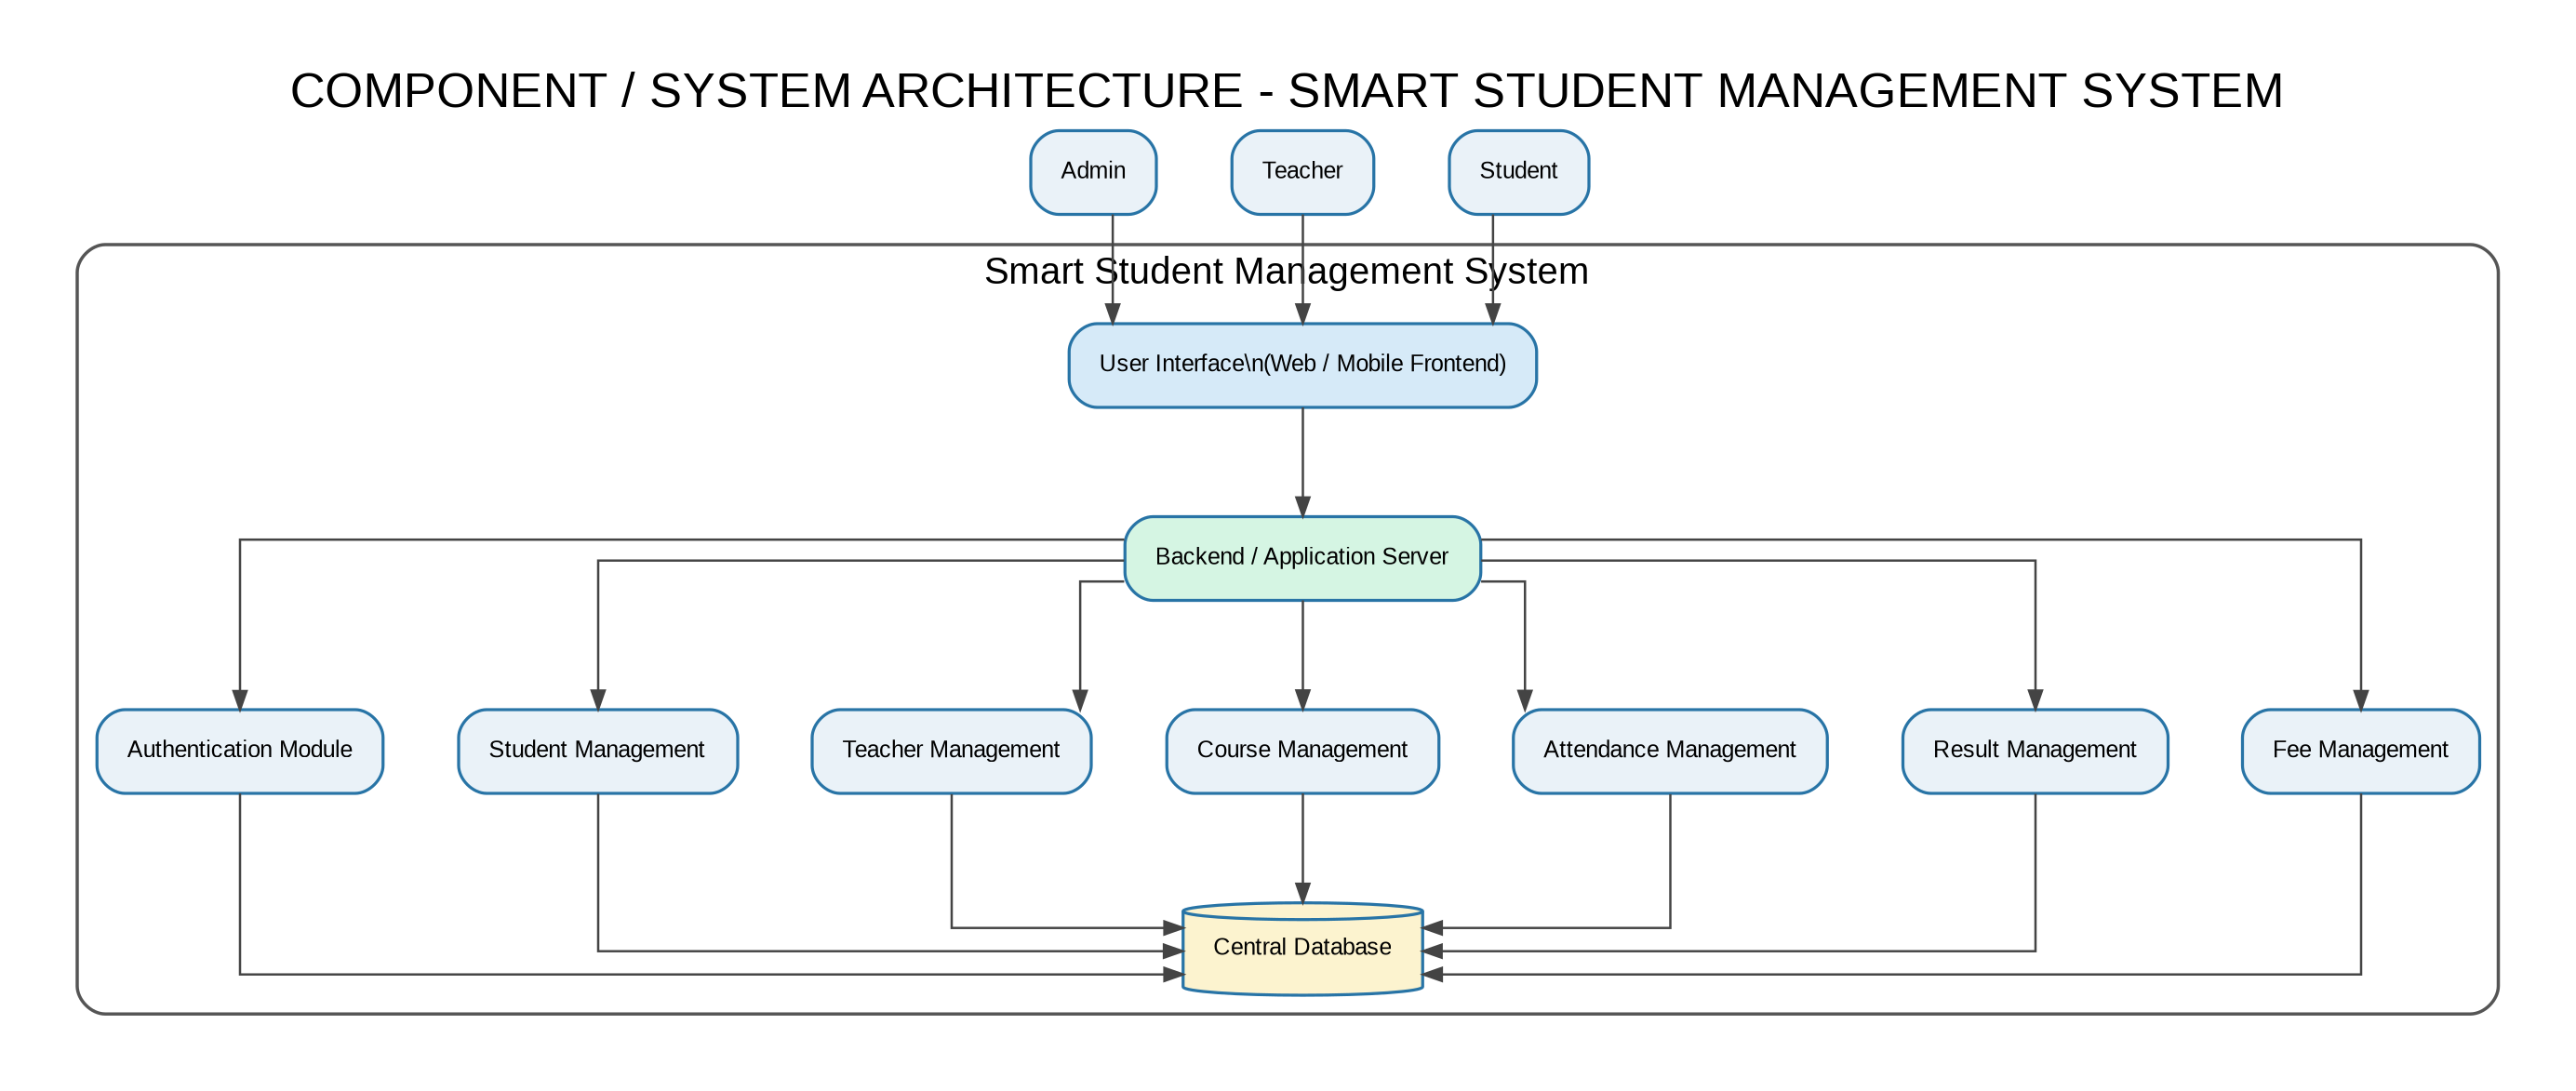 COMPONENT / SYSTEM ARCHITECTURE - SMART STUDENT MANAGEMENT SYSTEM
Admin
Teacher
Student
Smart Student Management System
User Interface\n(Web / Mobile Frontend)
Backend / Application Server
Authentication Module
Student Management
Teacher Management
Course Management
Attendance Management
Result Management
Fee Management
Central Database